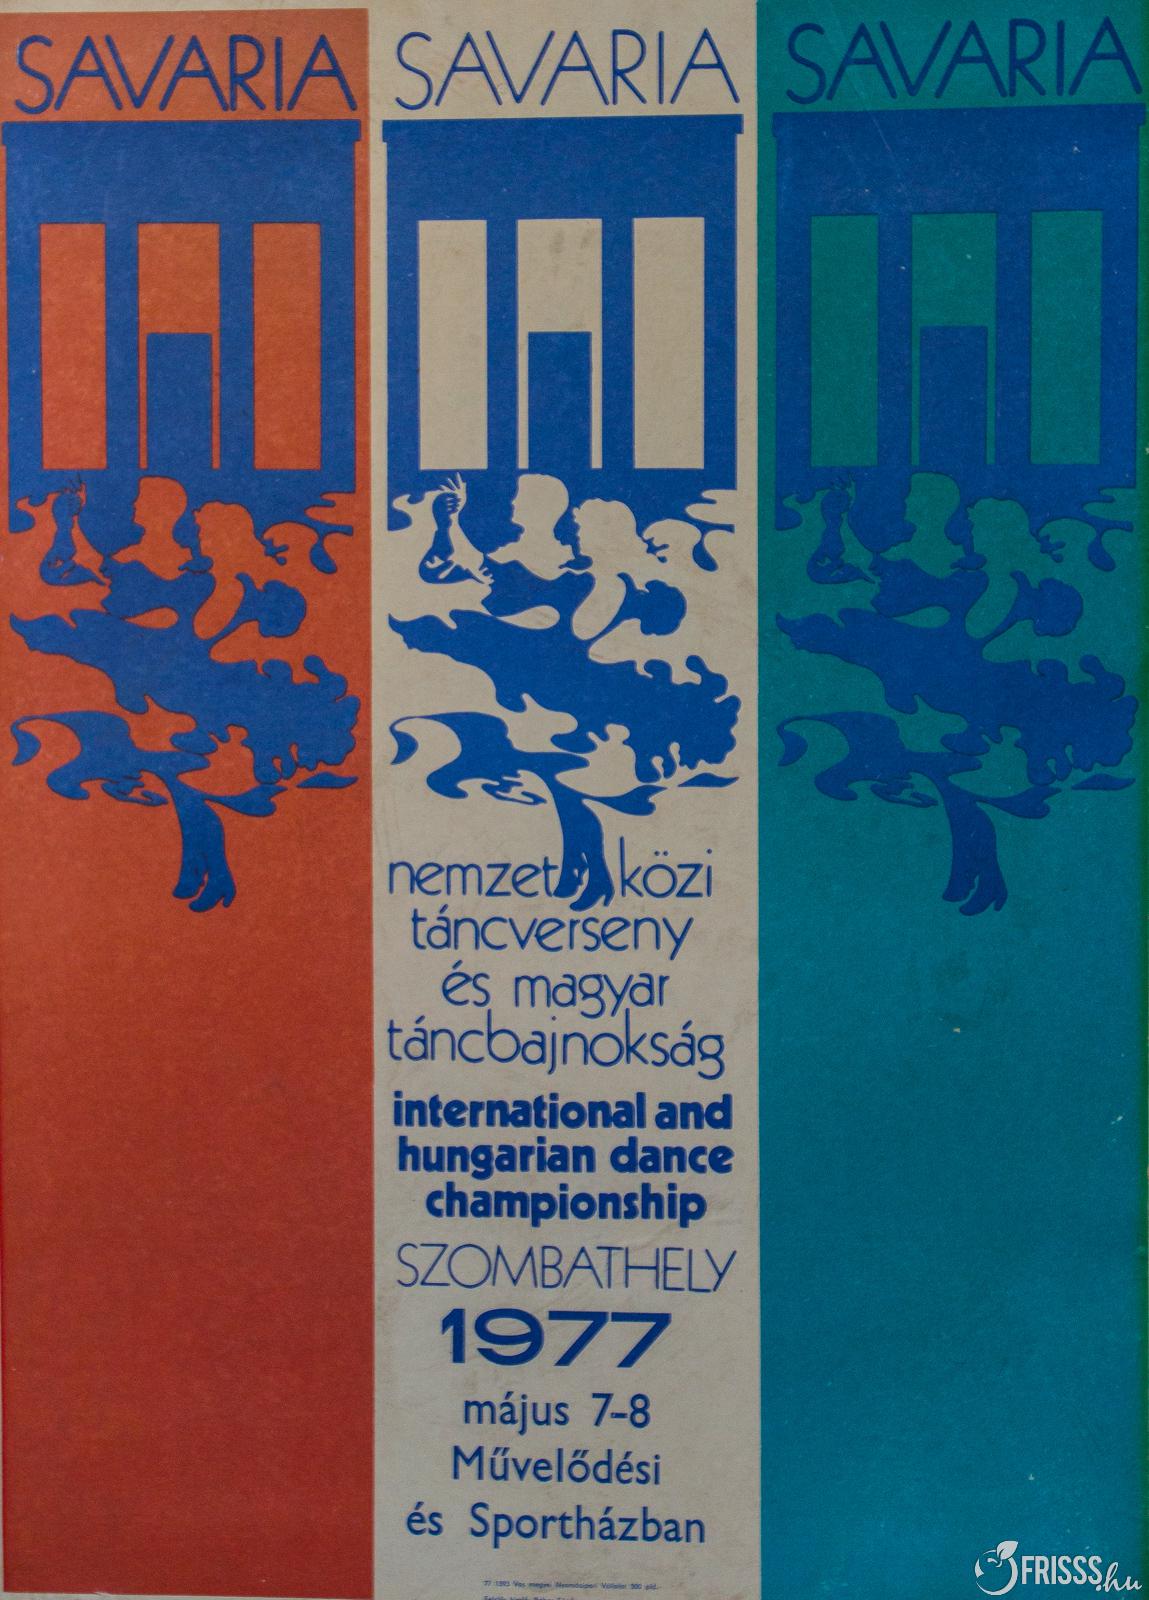 SAVARIA
SAVARIA
SAVARIA
nemzetközi
táncverseny
és magyar
táncbajnokság
international and
hungarian dance
championship
SZOMBATHELY
1977
május 7-8
Művelődési
és Sportházban
FRISSS.hu